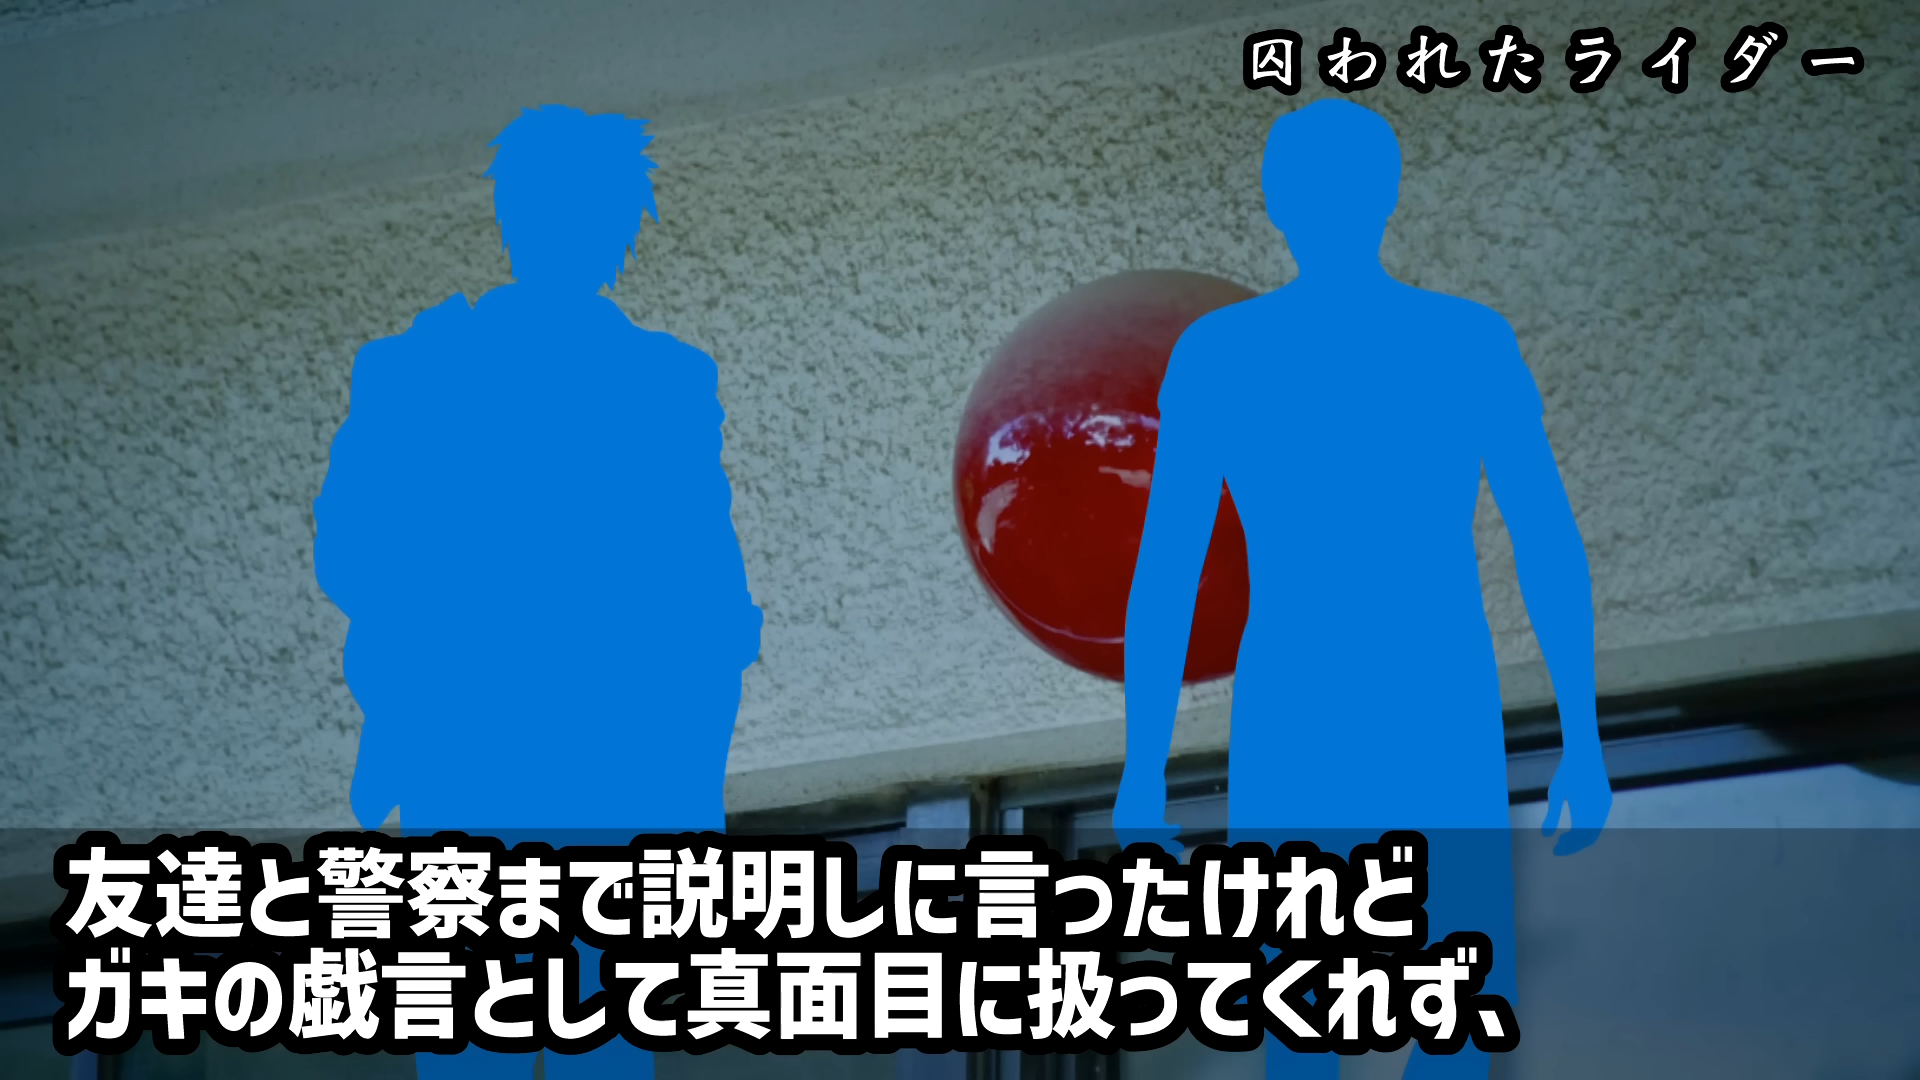 囚われたライダー
友達と警察まで説明しに言ったけれど
ガキの戯言として真面目に扱ってくれず、